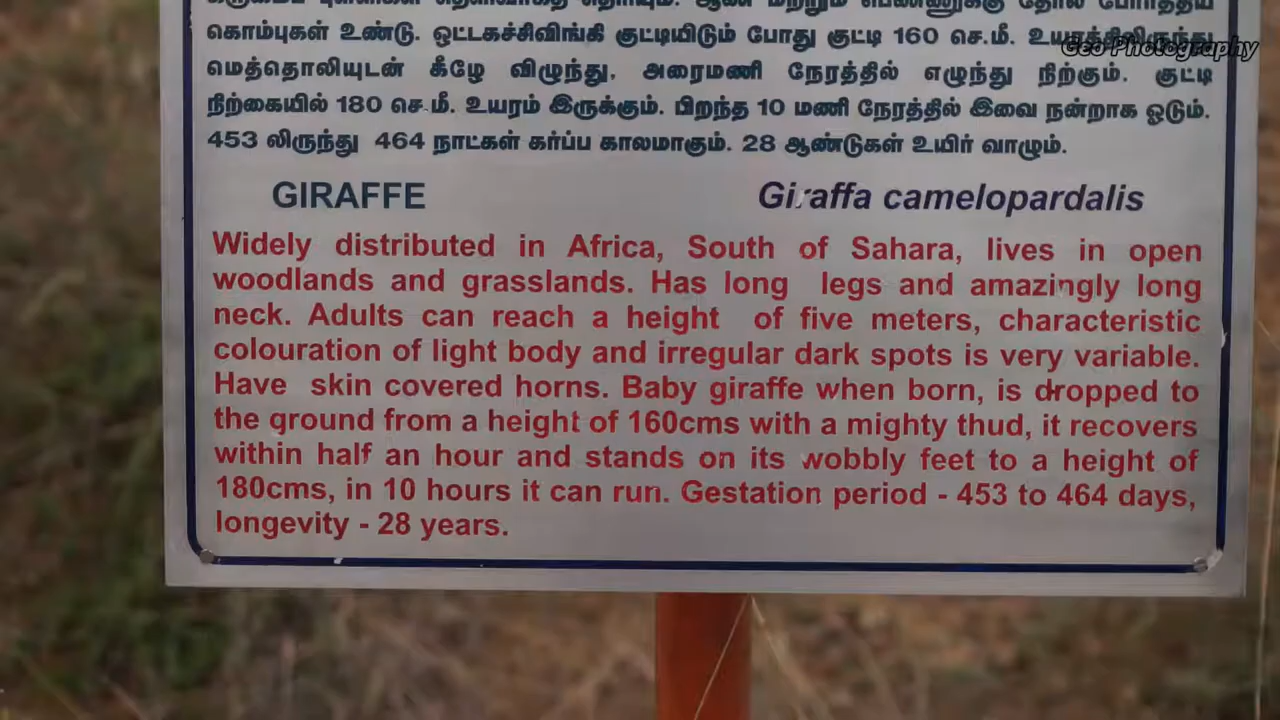 கொம்புகள் உண்டு. ஒட்டகச்சிவிங்கி குட்டியிடும் போது குட்டி 160 செ.மீ. உயரத்திலிருந்து
Geo Photography
மெத்தொலியுடன் கீழே விழுந்து, அரைமணி நேரத்தில் எழுந்து நிற்கும். குட்டி
நிற்கையில் 180 செ.மீ. உயரம் இருக்கும். பிறந்த 10 மணி நேரத்தில் இவை நன்றாக ஓடும்.
453 லிருந்து 464 நாட்கள் கர்ப்ப காலமாகும். 28 ஆண்டுகள் உயிர் வாழும்.
GIRAFFE Giraffa camelopardalis
Widely distributed in Africa, South of Sahara, lives in open
woodlands and grasslands. Has long legs and amazingly long
neck. Adults can reach a height of five meters, characteristic
colouration of light body and irregular dark spots is very variable.
Have skin covered horns. Baby giraffe when born, is dropped to
the ground from a height of 160cms with a mighty thud, it recovers
within half an hour and stands on its wobbly feet to a height of
180cms, in 10 hours it can run. Gestation period - 453 to 464 days,
longevity - 28 years.